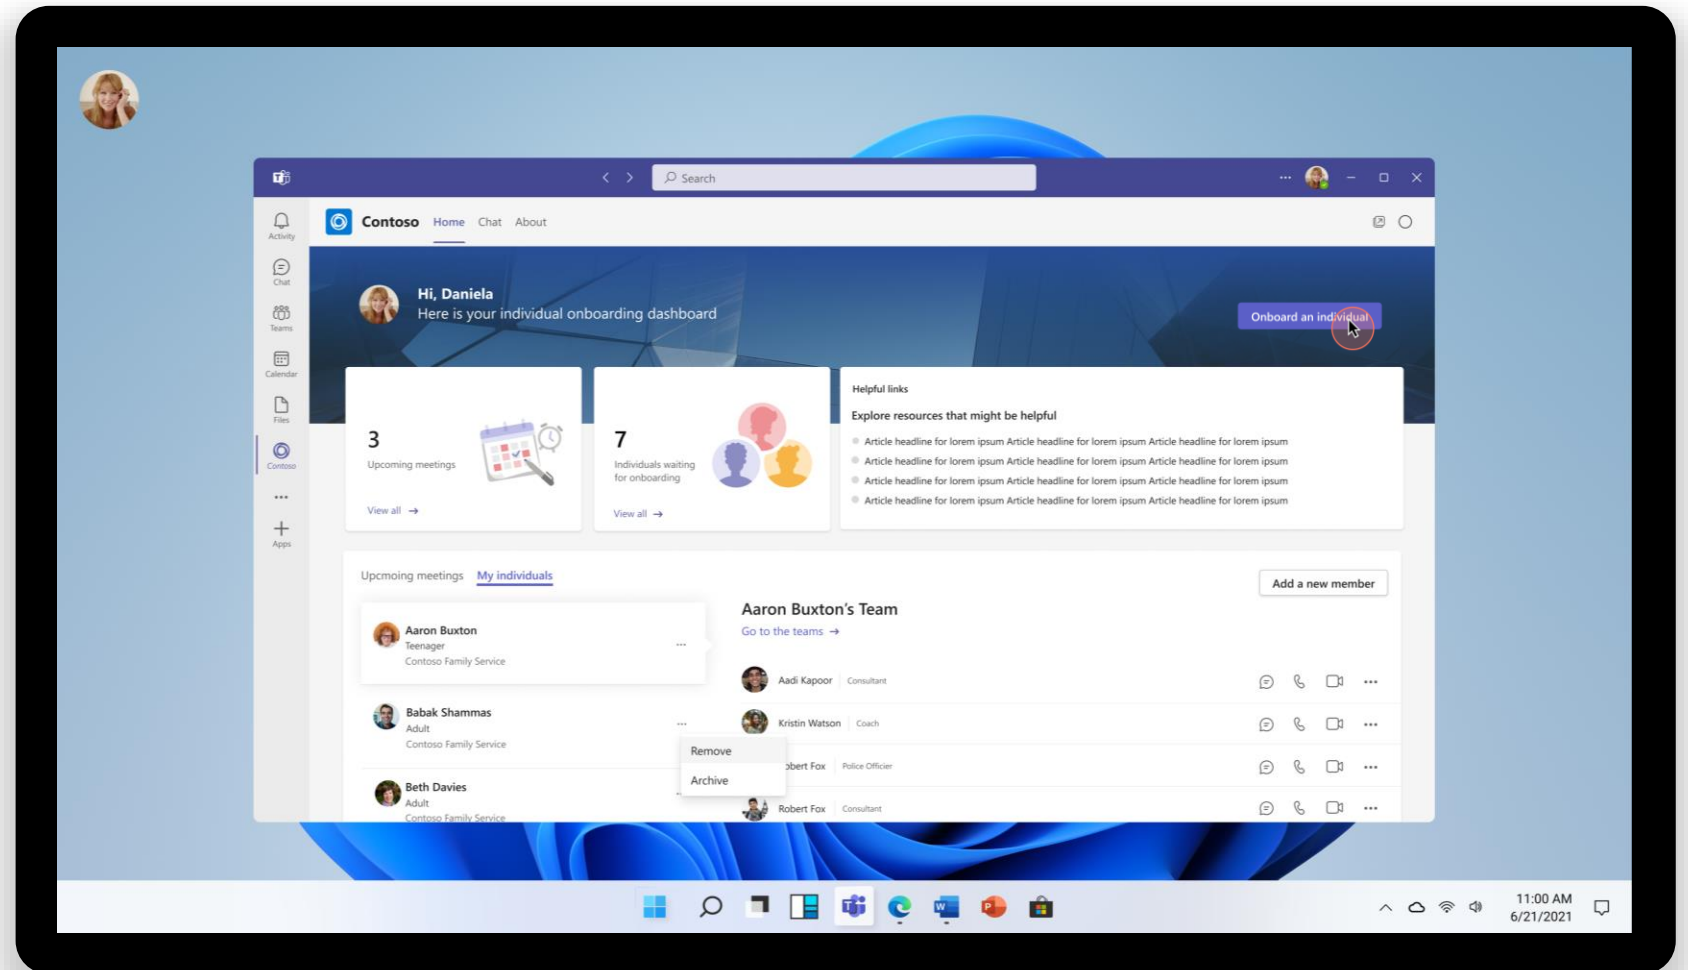 Search
Activity
Chat
Teams
Calendar
Files
Contoso
Apps
Contoso Home Chat About
Hi, Daniela
Here is your individual onboarding dashboard
Onboard an individual
3
Upcoming meetings
View all →
7
Individuals waiting
for onboarding
View all →
Helpful links
Explore resources that might be helpful
Article headline for lorem ipsum Article headline for lorem ipsum Article headline for lorem ipsum
Article headline for lorem ipsum Article headline for lorem ipsum Article headline for lorem ipsum
Article headline for lorem ipsum Article headline for lorem ipsum Article headline for lorem ipsum
Article headline for lorem ipsum Article headline for lorem ipsum Article headline for lorem ipsum
Upcmoing meetings My individuals
Add a new member
Aaron Buxton
Teenager
Contoso Family Service
Babak Shammas
Adult
Contoso Family Service
Beth Davies
Adult
Contoso Family Service
Remove
Archive
Aaron Buxton's Team
Go to the teams →
Aadi Kapoor Consultant
Kristin Watson Coach
obert Fox Police Officier
Robert Fox Consultant
11:00 AM
6/21/2021